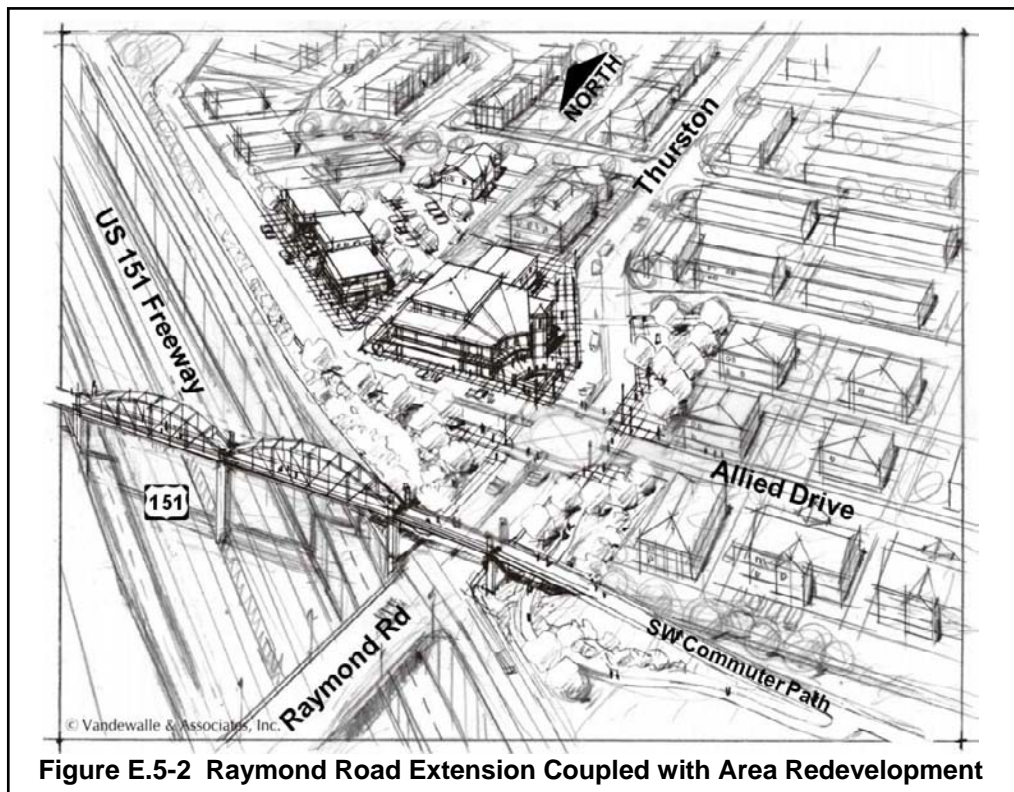 NORTH
Thurston
US 151 Freeway
151
Allied Drive
Raymond Rd
SW Commuter Path
© Vandewalle & Associates, Inc.
Figure E.5-2 Raymond Road Extension Coupled with Area Redevelopment